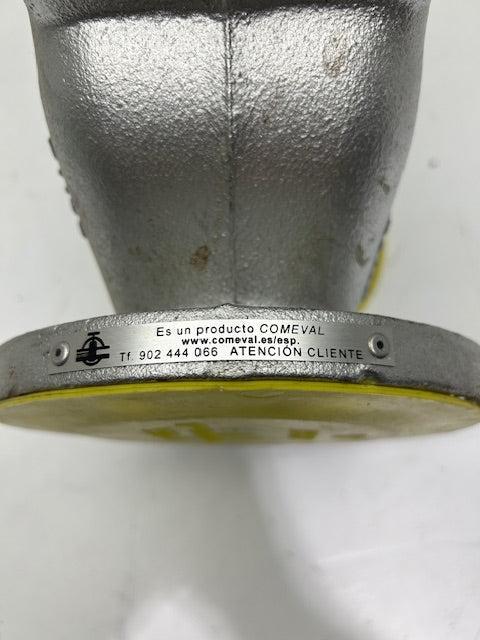 Es un producto COMEVAL
www.comeval.es/esp.
Tf. 902 444 066 ATENCIÓN CLIENTE